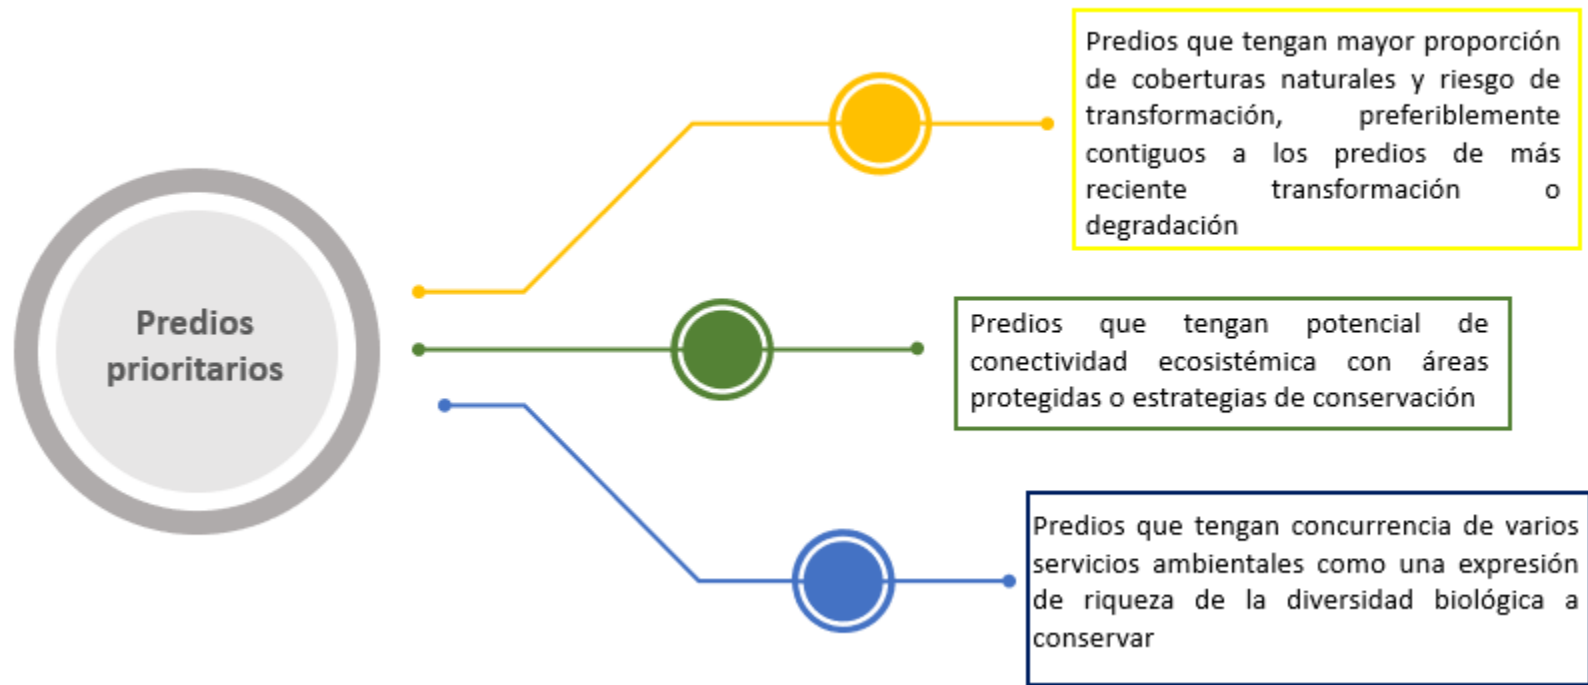 Predios
prioritarios
Predios que tengan mayor proporción
de coberturas naturales y riesgo de
transformación, preferiblemente
contiguos a los predios de más
reciente transformación o
degradación
Predios que tengan potencial de
conectividad ecosistémica con áreas
protegidas o estrategias de conservación
Predios que tengan concurrencia de varios
servicios ambientales como una expresión
de riqueza de la diversidad biológica a
conservar